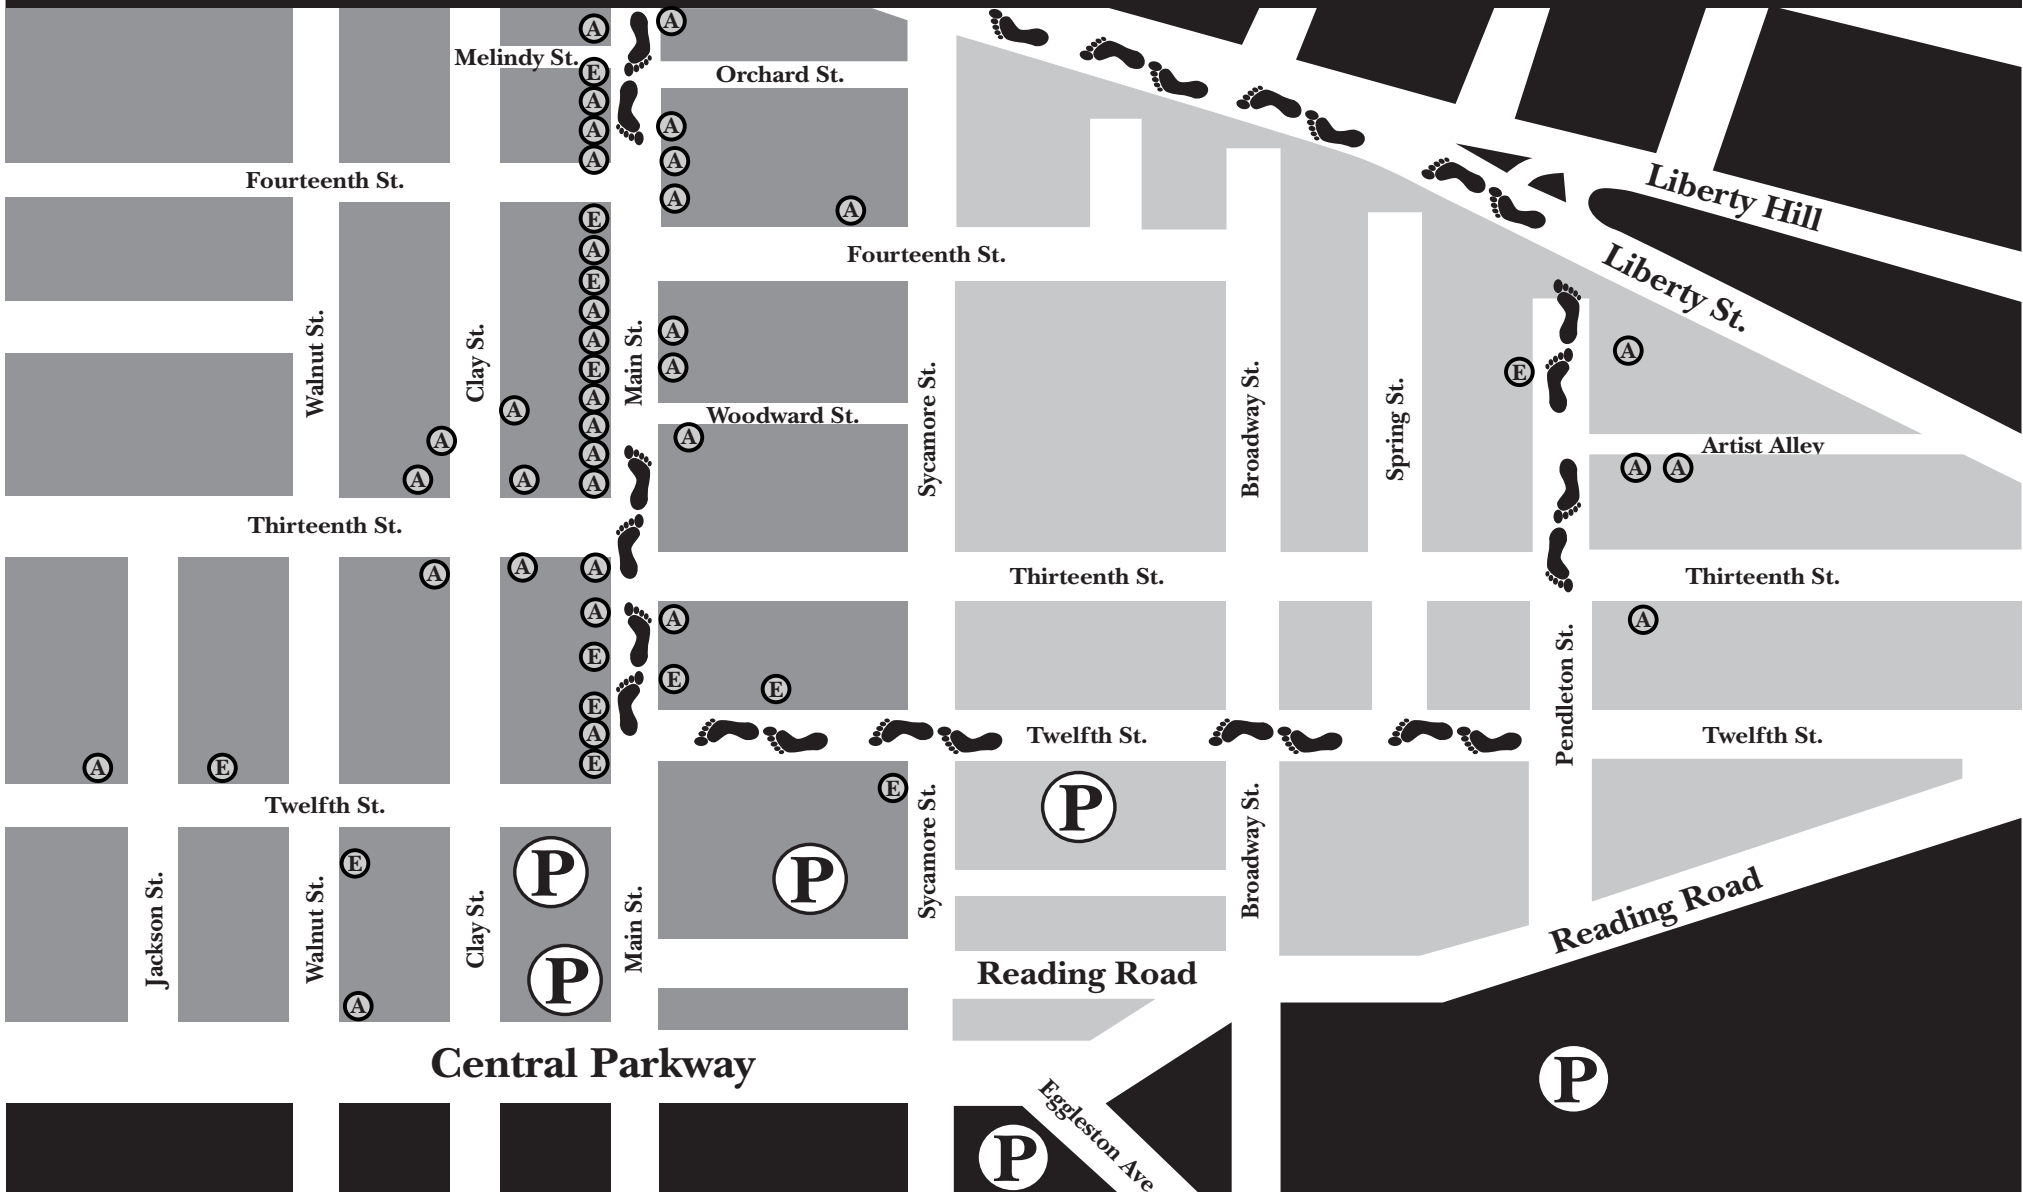 A
A
Melindy St.
E
Orchard St.
A
A
A
A
A
A
Fourteenth St.
A
E
Fourteenth St.
A
E
A
A
A
E
A
Walnut St.
Clay St.
Main St.
A
A
A
A
A
A
A
A
A
A
Woodward St.
A
Sycamore St.
Broadway St.
Spring St.
E
A
Liberty Hill
Liberty St.
Artist Alley
A
A
Thirteenth St.
Thirteenth St.
Thirteenth St.
A
A
A
A
E
E
A
E
A
E
E
A
Pendleton St.
Twelfth St.
Twelfth St.
A
E
Twelfth St.
E
P
E
P
P
P
A
Jackson St.
Walnut St.
Clay St.
Main St.
Sycamore St.
Broadway St.
Reading Road
Reading Road
Central Parkway
Eggleston Ave
P
P